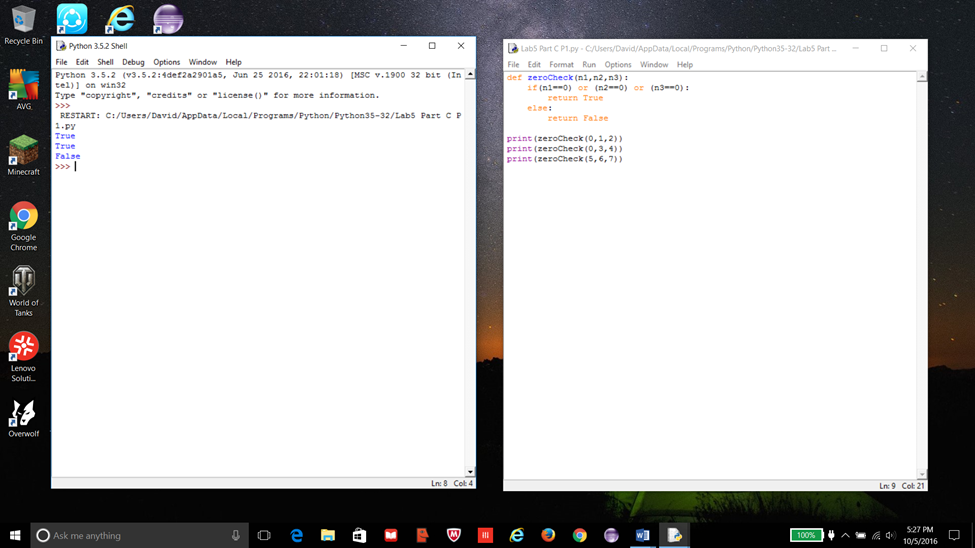 Recycle Bin
AVG
Minecraft
Google
Chrome
World of
Tanks
Lenovo
Soluti...
Overwolf
Python 3.5.2 Shell
File Edit Shell Debug Options Window Help
Python 3.5.2 (v3.5.2:4def2a2901a5, Jun 25 2016, 22:01:18) [MSC v.1900 32 bit (In
tel)] on win32
Type "copyright", "credits" or "license()" for more information.
>>>
RESTART: C:/Users/David/AppData/Local/Programs/Python/Python35-32/Lab5 Part C P
1.py
True
True
False
>>>
Ln: 8 Col: 4
Lab5 Part C P1.py - C:/Users/David/AppData/Local/Programs/Python/Python35-32/Lab5 Part ...
File Edit Format Run Options Window Help
def zeroCheck(n1,n2,n3):
    if(n1==0) or (n2==0) or (n3==0):
        return True
    else:
        return False

print(zeroCheck(0,1,2))
print(zeroCheck(0,3,4))
print(zeroCheck(5,6,7))
Ln: 9 Col: 21
Ask me anything
100%
5:27 PM
10/5/2016